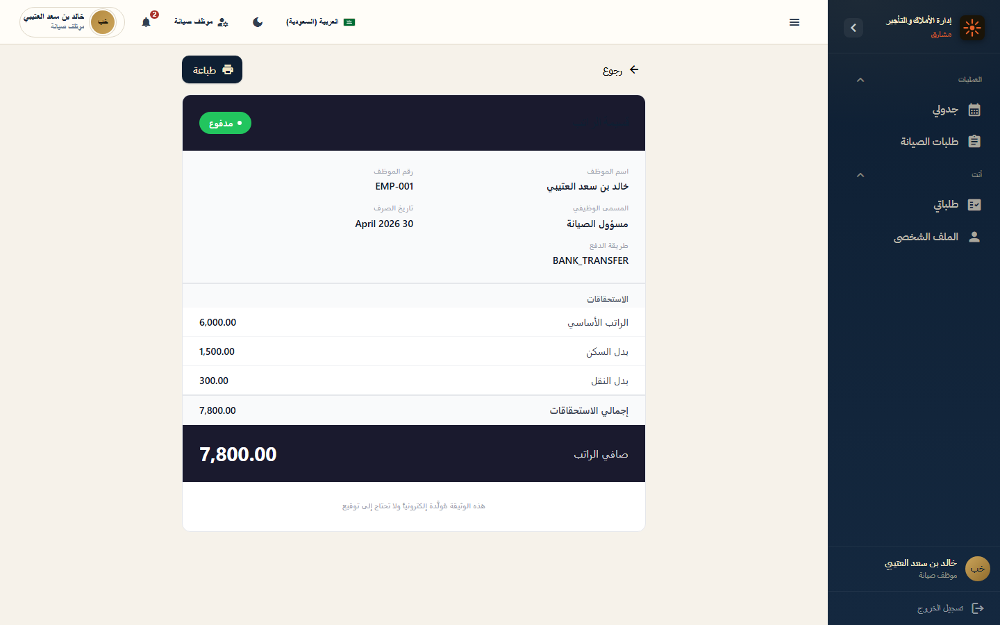 إدارة الأملاك والتأجير
مشارق
العمليات
جدولي
طلبات الصيانة
أنت
طلباتي
الملف الشخصي
خالد بن سعد العتيبي
موظف صيانة
خب
تسجيل الخروج
العربية (السعودية)
موظف صيانة
2
خب
خالد بن سعد العتيبي
موظف صيانة
رجوع
طباعة
مدفوع
اسم الموظف
خالد بن سعد العتيبي
رقم الموظف
EMP-001
المسمى الوظيفي
مسؤول الصيانة
تاريخ الصرف
30 April 2026
طريقة الدفع
BANK_TRANSFER
الاستحقاقات
الراتب الأساسي 6,000.00
بدل السكن 1,500.00
بدل النقل 300.00
إجمالي الاستحقاقات 7,800.00
صافي الراتب 7,800.00
هذه الوثيقة مُولَّدة إلكترونياً ولا تحتاج إلى توقيع